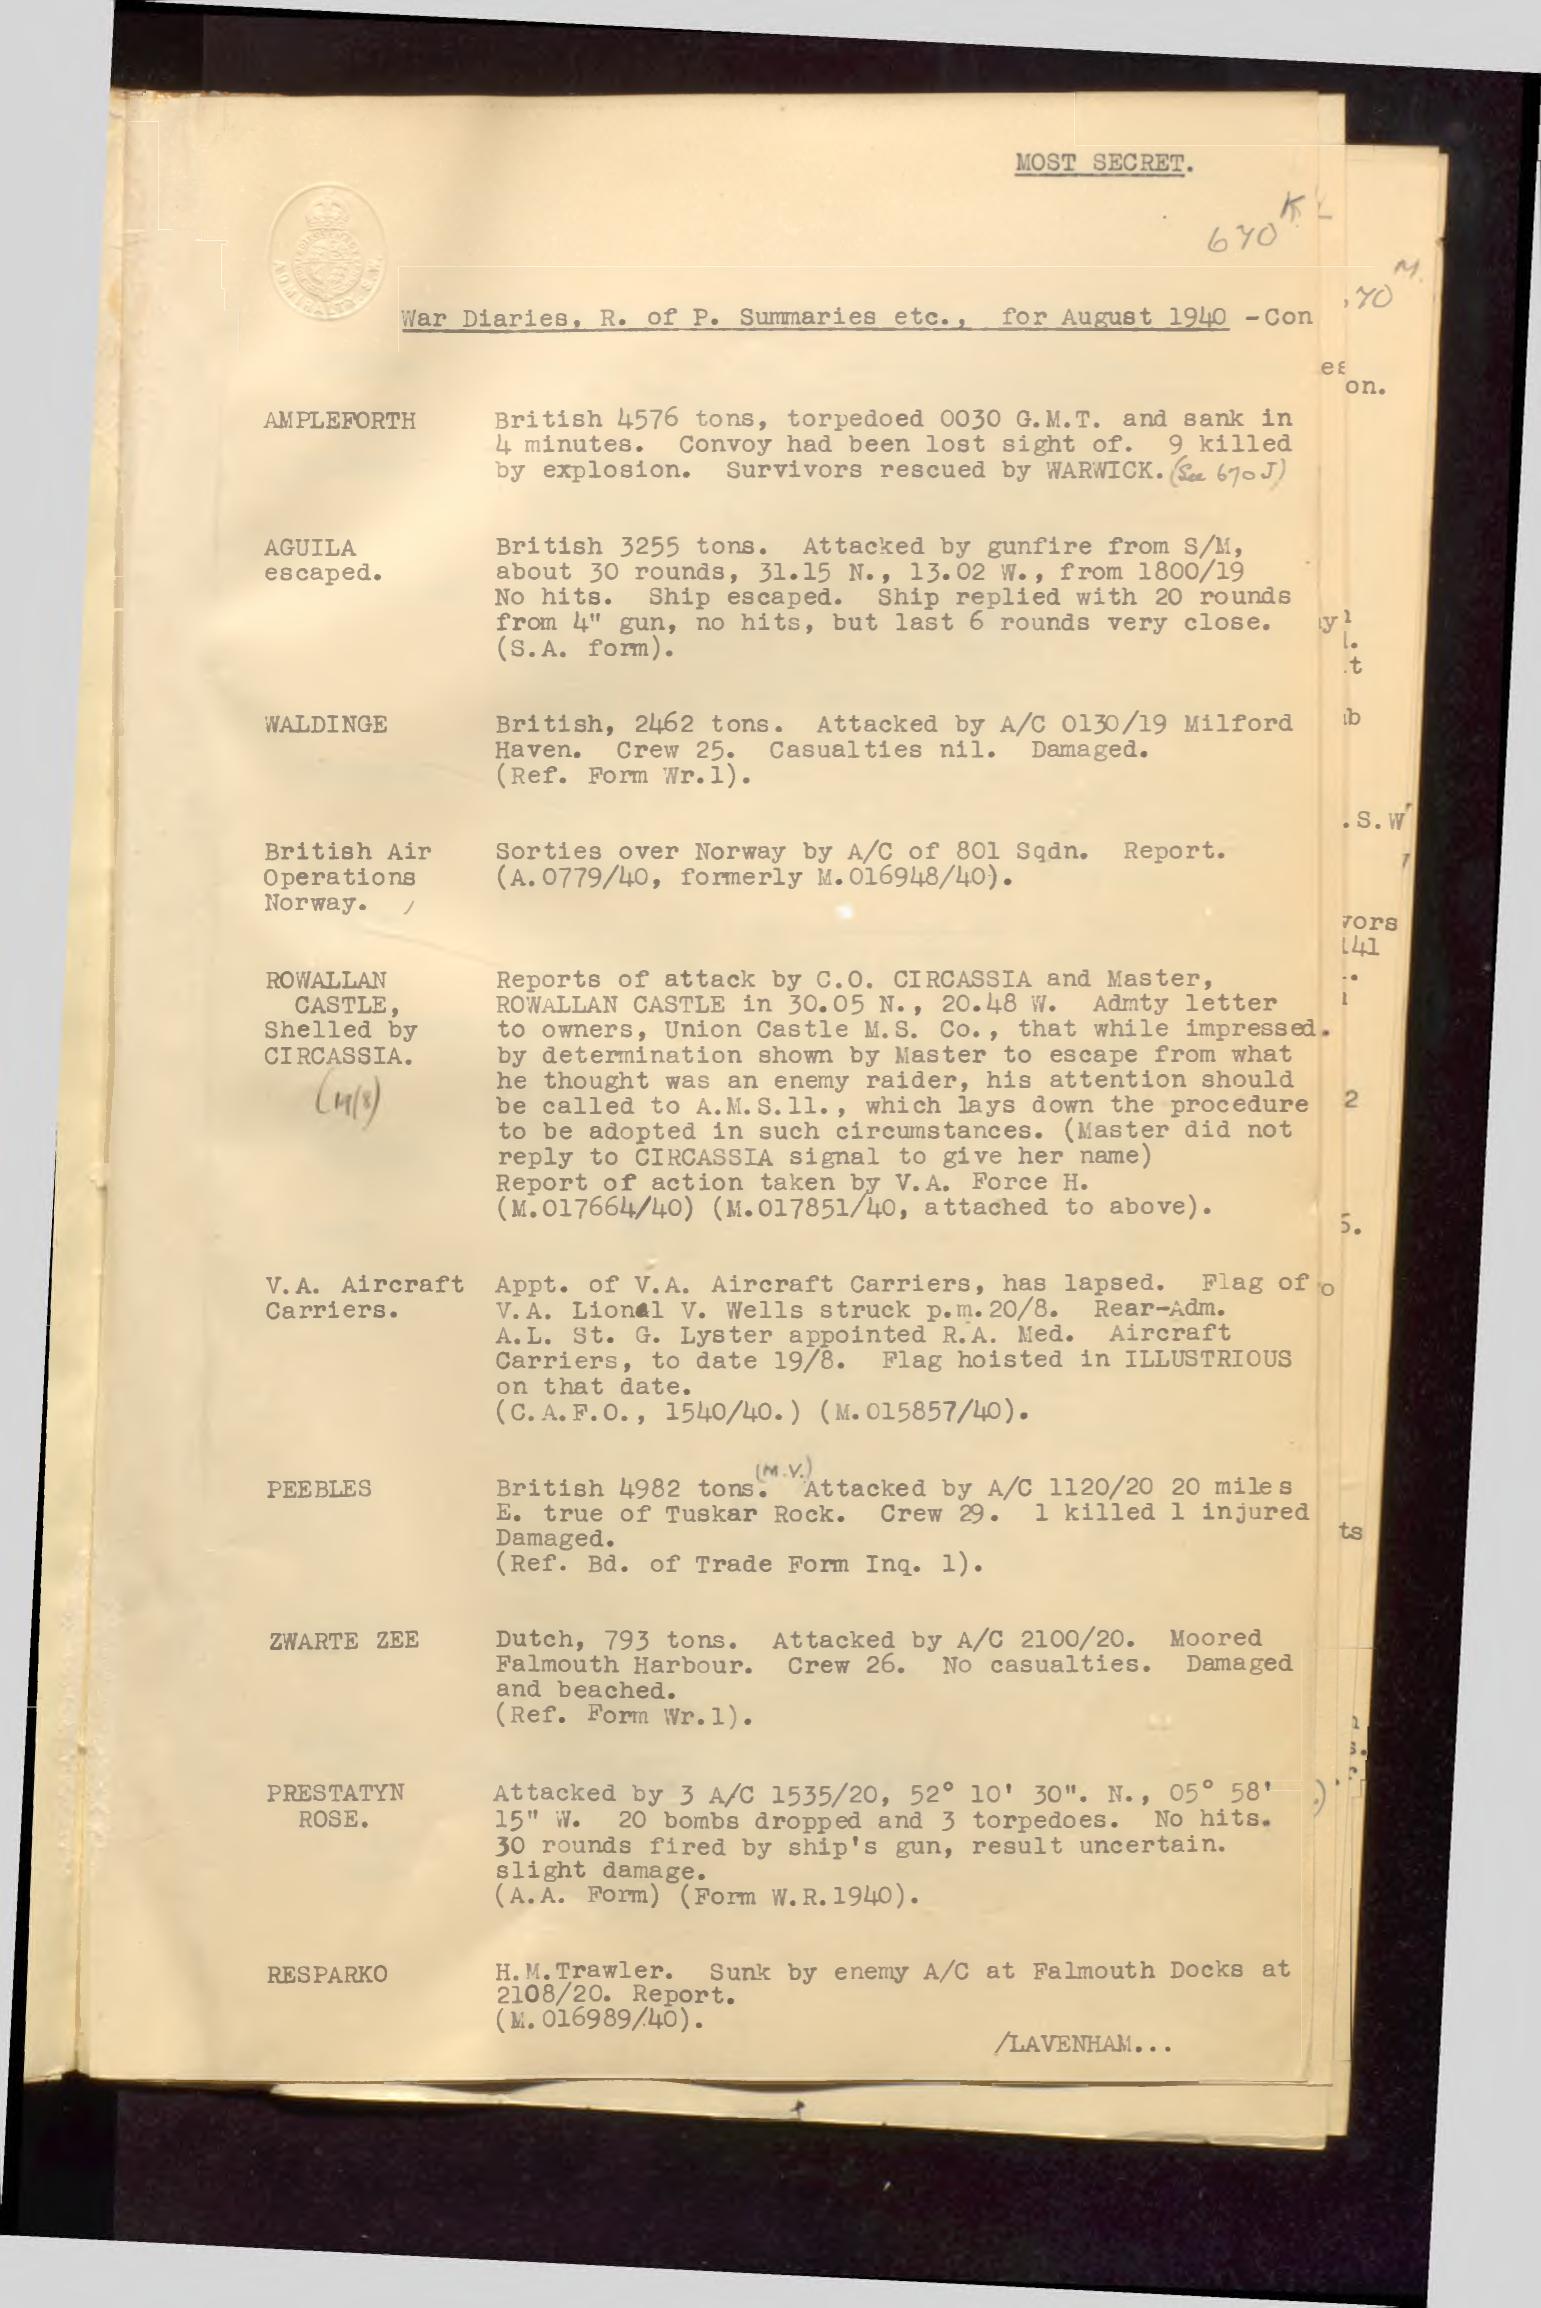 MOST SECRET.
670 K
War Diaries, R. of P. Summaries etc., for August 1940 -Con
AMPLEFORTH British 4576 tons, torpedoed 0030 G.M.T. and sank in
4 minutes. Convoy had been lost sight of. 9 killed
by explosion. Survivors rescued by WARWICK. (See 670 J)
AGUILA British 3255 tons. Attacked by gunfire from S/M,
escaped. about 30 rounds, 31.15 N., 13.02 W., from 1800/19
No hits. Ship escaped. Ship replied with 20 rounds
from 4" gun, no hits, but last 6 rounds very close.
(S.A. form).
WALDINGE British, 2462 tons. Attacked by A/C 0130/19 Milford
Haven. Crew 25. Casualties nil. Damaged.
(Ref. Form Wr.1).
British Air Sorties over Norway by A/C of 801 Sqdn. Report.
Operations (A.0779/40, formerly M.016948/40).
Norway.
ROWALLAN Reports of attack by C.O. CIRCASSIA and Master,
CASTLE, ROWALLAN CASTLE in 30.05 N., 20.48 W. Admty letter
Shelled by to owners, Union Castle M.S. Co., that while impressed
CIRCASSIA. by determination shown by Master to escape from what
he thought was an enemy raider, his attention should
be called to A.M.S.11., which lays down the procedure
to be adopted in such circumstances. (Master did not
reply to CIRCASSIA signal to give her name)
Report of action taken by V.A. Force H.
(M.017664/40) (M.017851/40, attached to above).
V.A. Aircraft Appt. of V.A. Aircraft Carriers, has lapsed. Flag of
Carriers. V.A. Lionel V. Wells struck p.m.20/8. Rear-Adm.
A.L. St. G. Lyster appointed R.A. Med. Aircraft
Carriers, to date 19/8. Flag hoisted in ILLUSTRIOUS
on that date.
(C.A.F.O., 1540/40.) (M.015857/40).
(M.V.)
PEEBLES British 4982 tons. Attacked by A/C 1120/20 20 miles
E. true of Tuskar Rock. Crew 29. 1 killed 1 injured
Damaged.
(Ref. Bd. of Trade Form Inq. 1).
ZWARTE ZEE Dutch, 793 tons. Attacked by A/C 2100/20. Moored
Falmouth Harbour. Crew 26. No casualties. Damaged
and beached.
(Ref. Form Wr.1).
PRESTATYN Attacked by 3 A/C 1535/20, 52° 10' 30". N., 05° 58'
ROSE. 15" W. 20 bombs dropped and 3 torpedoes. No hits.
30 rounds fired by ship's gun, result uncertain.
slight damage.
(A.A. Form) (Form W.R.1940).
RESPARKO H.M.Trawler. Sunk by enemy A/C at Falmouth Docks at
2108/20. Report.
(M.016989/40).
/LAVENHAM...